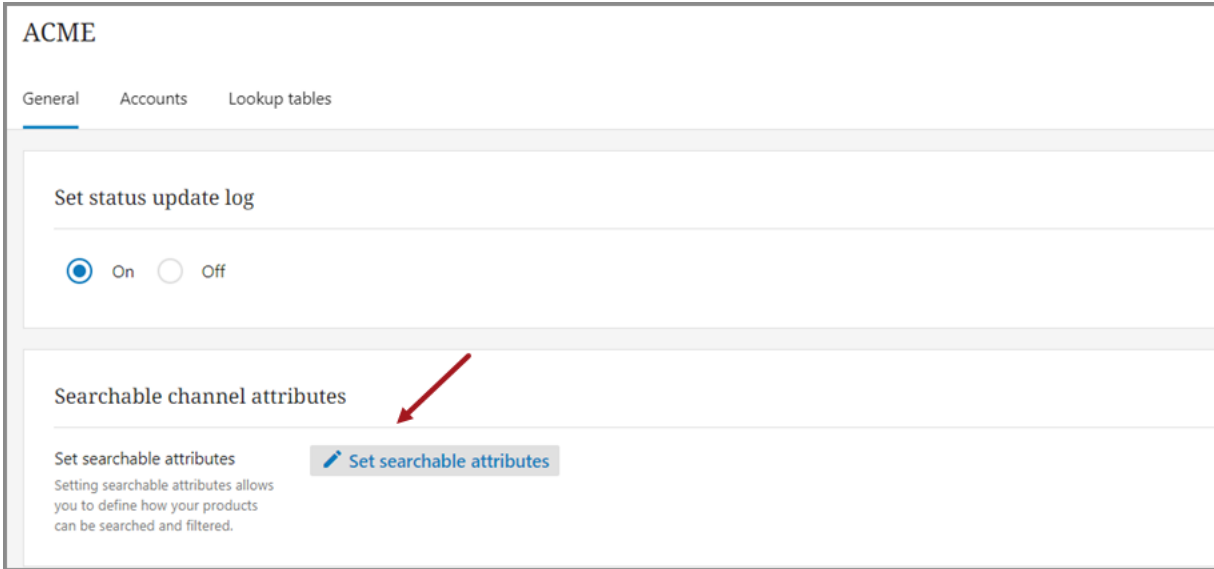 ACME
General Accounts Lookup tables
Set status update log
On Off
Searchable channel attributes
Set searchable attributes Set searchable attributes
Setting searchable attributes allows
you to define how your products
can be searched and filtered.